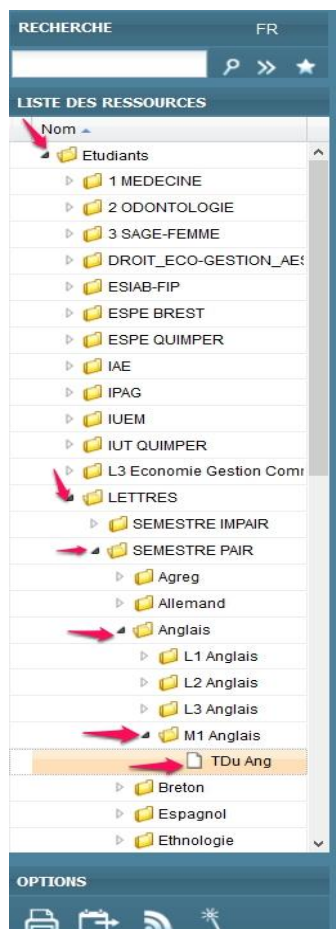 RECHERCHE FR
LISTE DES RESSOURCES
Nom
Etudiants
1 MEDECINE
2 ODONTOLOGIE
3 SAGE-FEMME
DROIT_ECO-GESTION_AES
ESIAB-FIP
ESPE BREST
ESPE QUIMPER
IAE
IPAG
IUEM
IUT QUIMPER
L3 Economie Gestion Comm
LETTRES
SEMESTRE IMPAIR
SEMESTRE PAIR
Agreg
Allemand
Anglais
L1 Anglais
L2 Anglais
L3 Anglais
M1 Anglais
TDu Ang
Breton
Espagnol
Ethnologie
OPTIONS